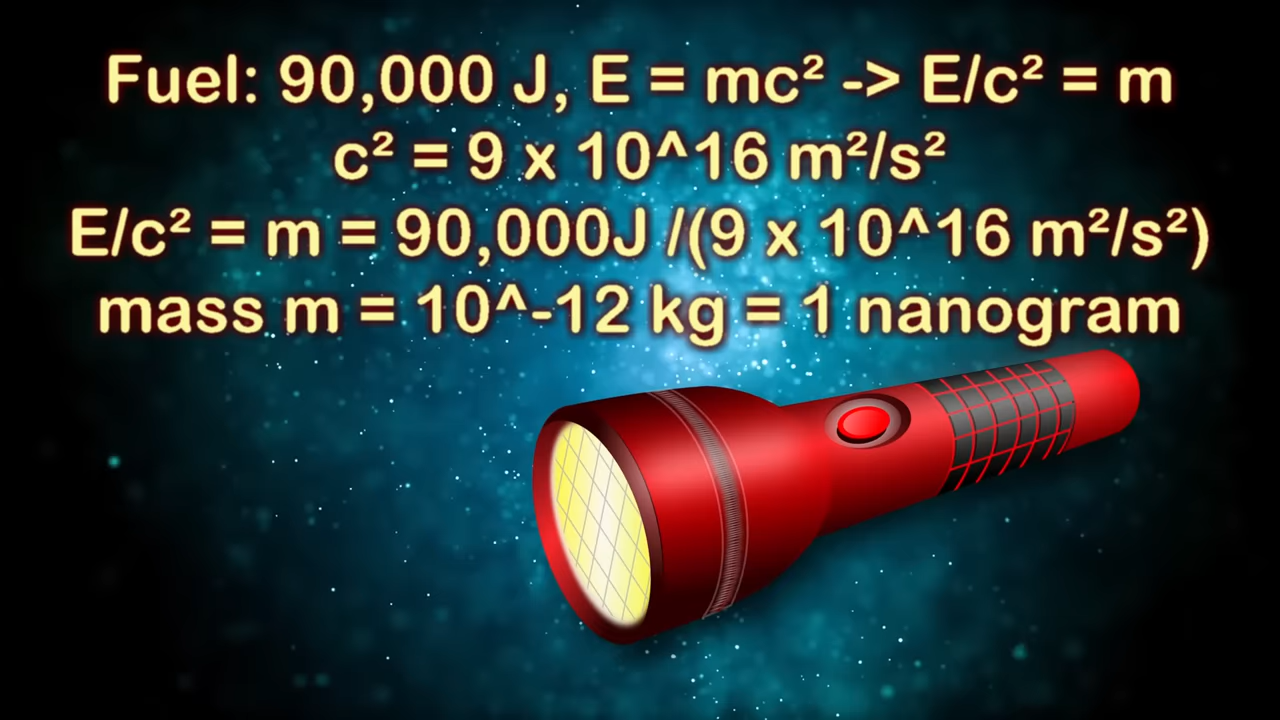 Fuel: 90,000 J, E = mc² -> E/c² = m
c² = 9 x 10^16 m²/s²
E/c² = m = 90,000J /(9 x 10^16 m²/s²)
mass m = 10^-12 kg = 1 nanogram